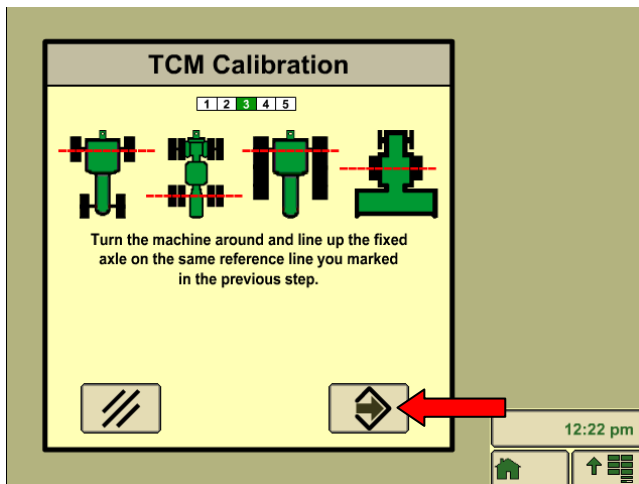 TCM Calibration
1 2 3 4 5
Turn the machine around and line up the fixed
axle on the same reference line you marked
in the previous step.
12:22 pm